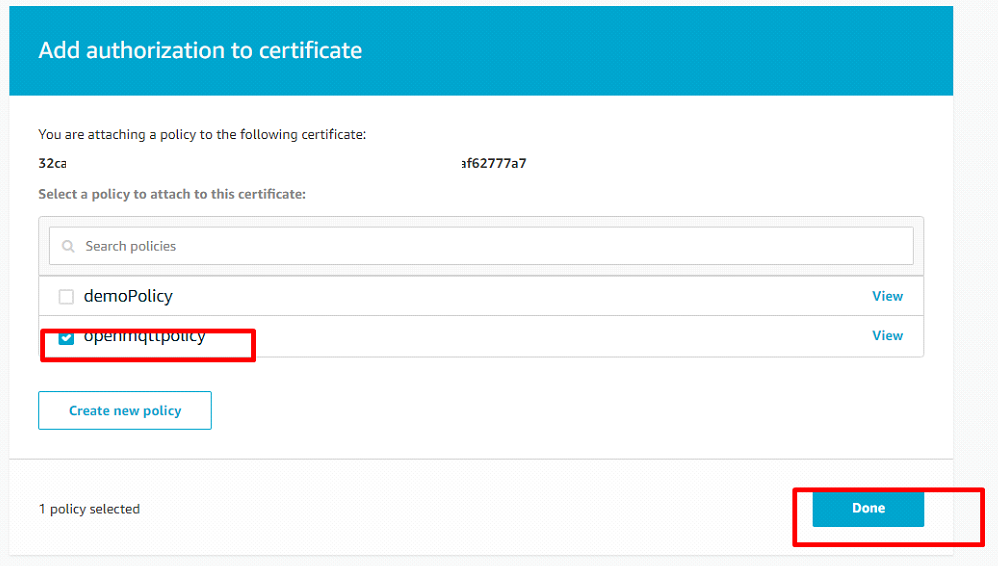 Add authorization to certificate
You are attaching a policy to the following certificate:
32ca af62777a7
Select a policy to attach to this certificate:
Search policies
demoPolicy View
openmqttpolicy View
Create new policy
1 policy selected Done